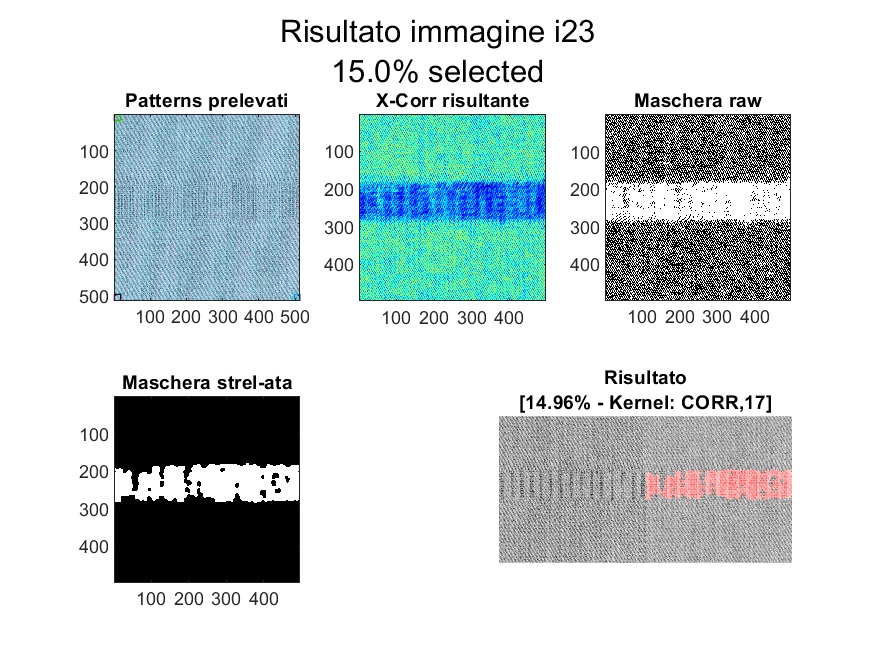 Risultato immagine i23
15.0% selected
Patterns prelevati
100
200
300
400
500
100 200 300 400 500
X-Corr risultante
100
200
300
400
100 200 300 400
Maschera raw
100
200
300
400
100 200 300 400
Maschera strel-ata
100
200
300
400
100 200 300 400
Risultato
[14.96% - Kernel: CORR,17]